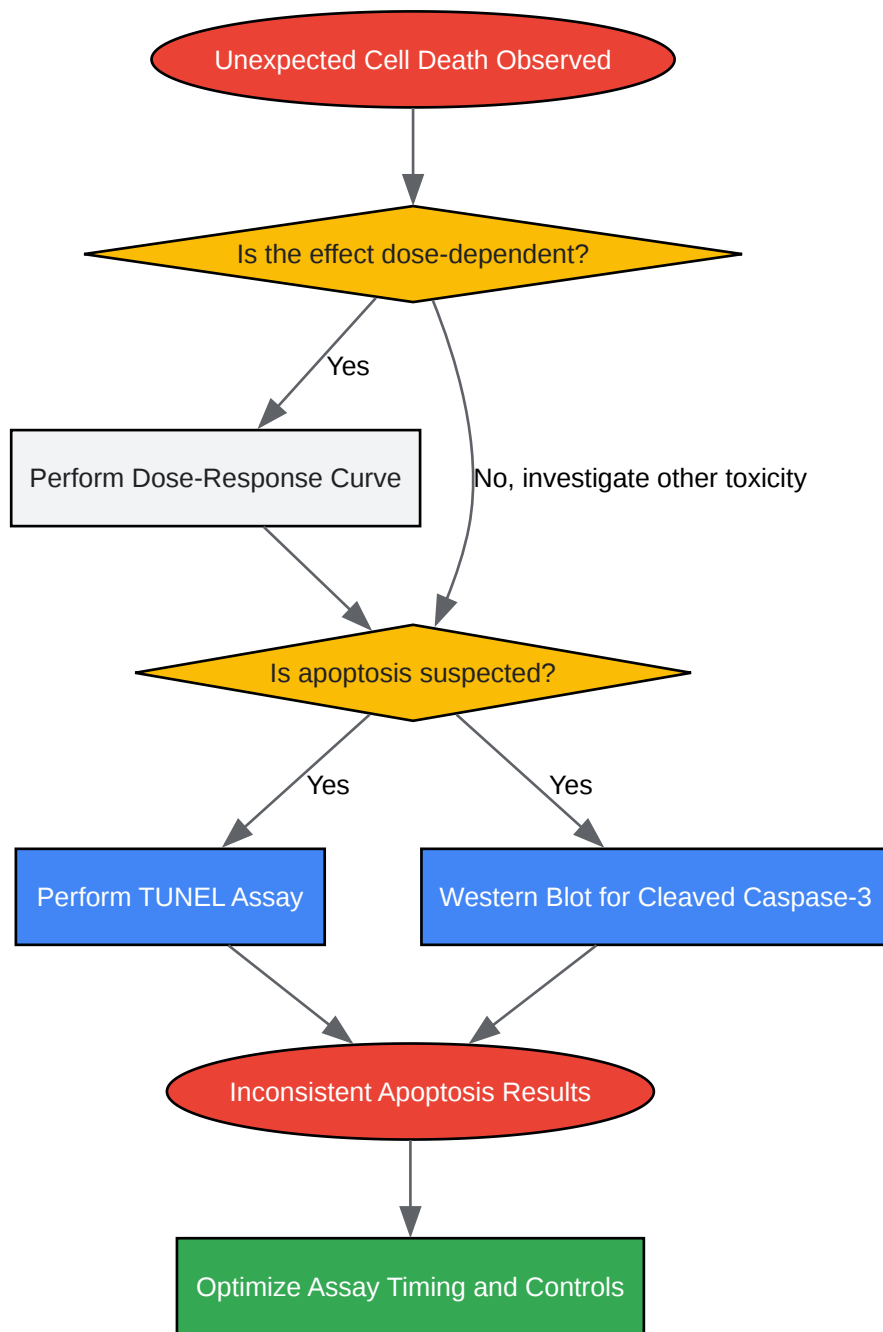 Unexpected Cell Death Observed
Is the effect dose-dependent?
Yes
Perform Dose-Response Curve
No, investigate other toxicity
Is apoptosis suspected?
Yes
Yes
Perform TUNEL Assay
Western Blot for Cleaved Caspase-3
Inconsistent Apoptosis Results
Optimize Assay Timing and Controls